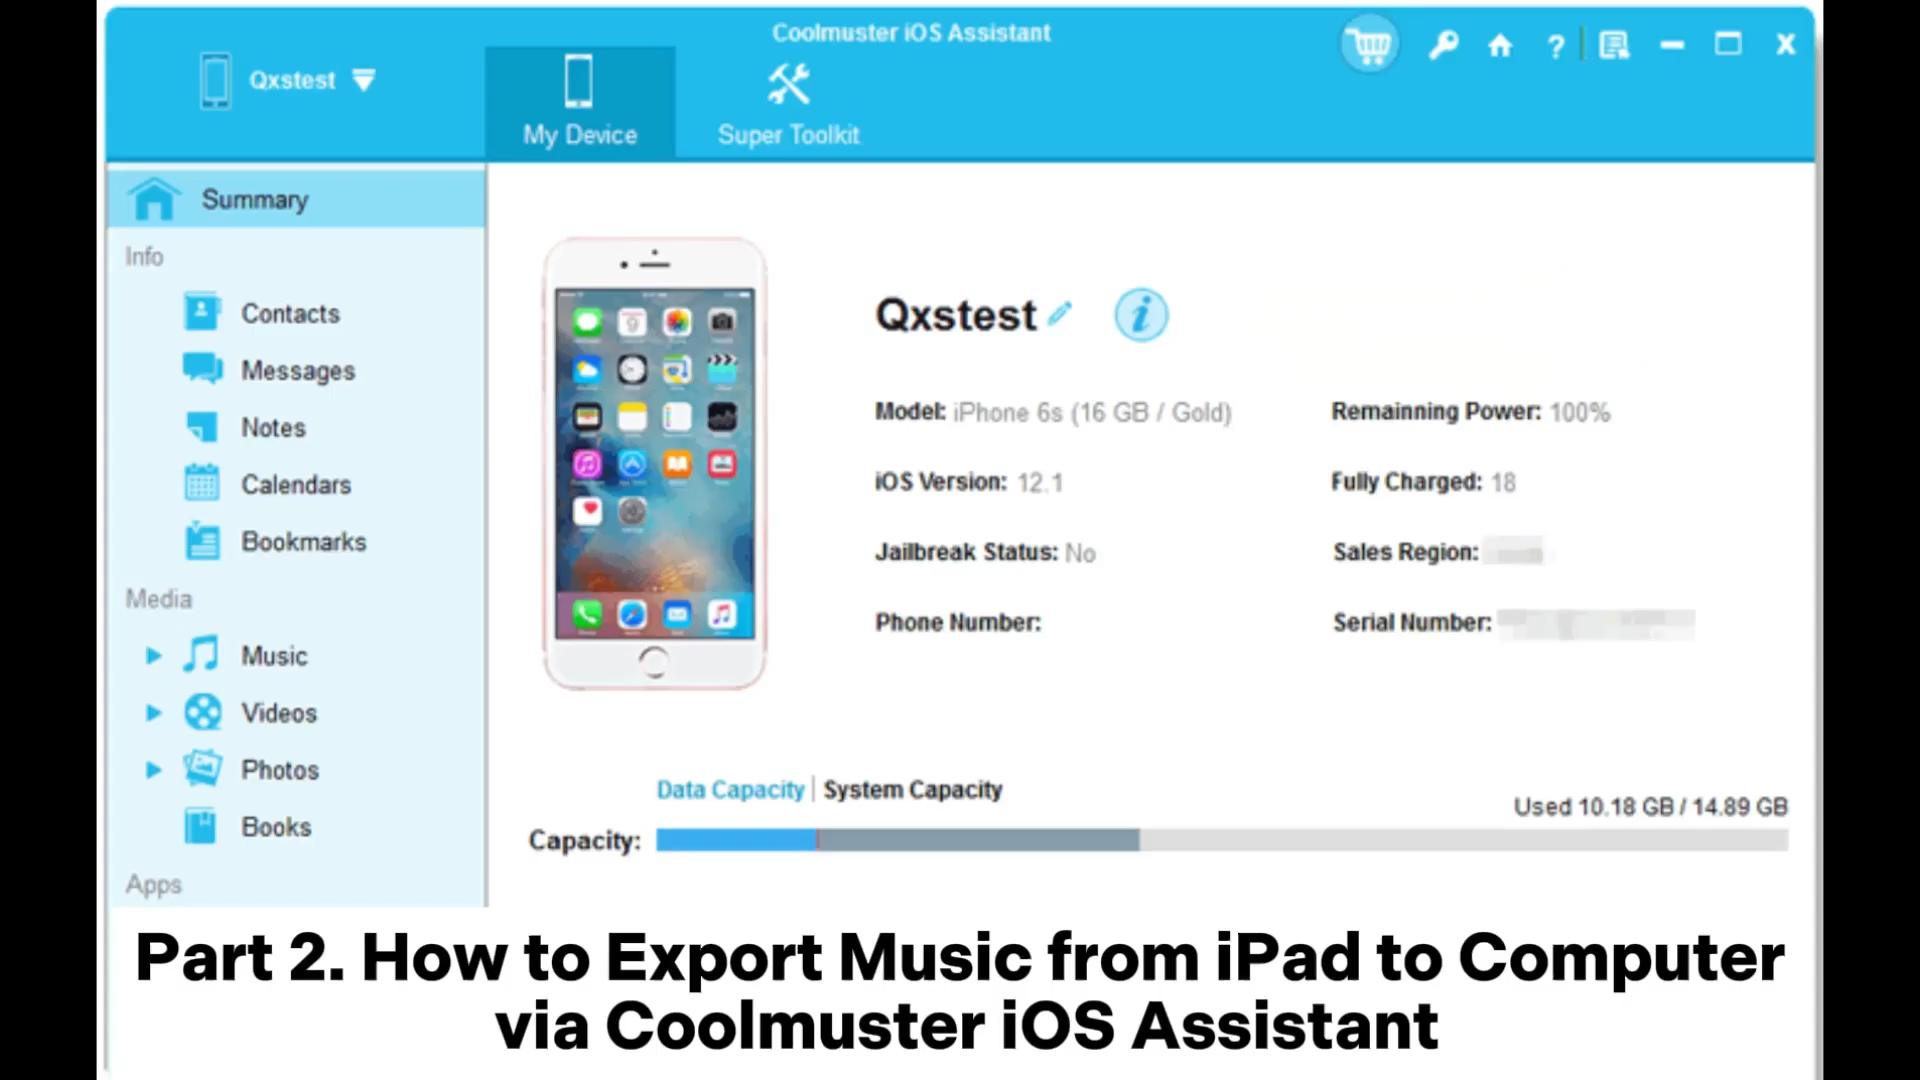 Coolmuster iOS Assistant
Qxstest
My Device
Super Toolkit
?
Summary
Info
Contacts
Messages
Notes
Calendars
Bookmarks
Media
Music
Videos
Photos
Books
Apps
Qxstest
i
Model: iPhone 6s (16 GB / Gold)
Remainning Power: 100%
iOS Version: 12.1
Fully Charged: 18
Jailbreak Status: No
Sales Region:
Phone Number:
Serial Number:
Data Capacity | System Capacity
Used 10.18 GB / 14.89 GB
Capacity:
Part 2. How to Export Music from iPad to Computer
via Coolmuster iOS Assistant